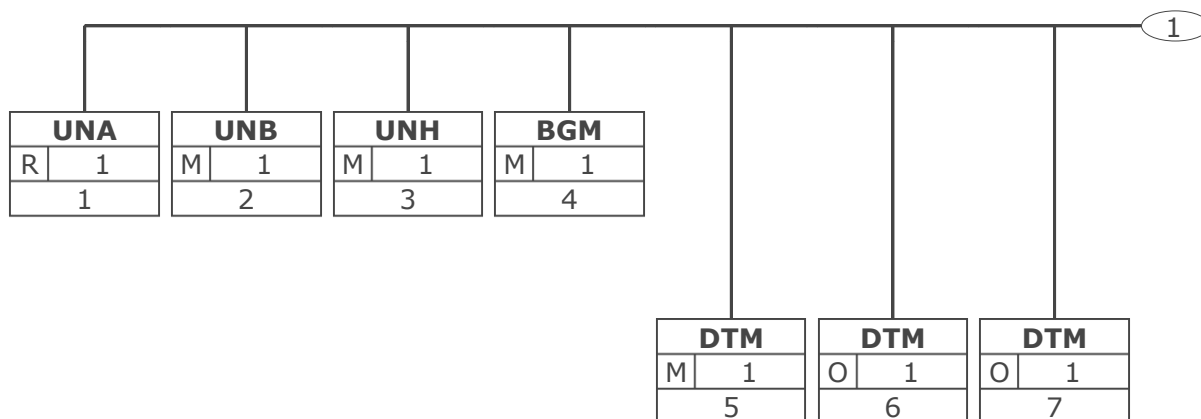 1
UNA UNB UNH BGM
R 1 M 1 M 1 M 1
1 2 3 4
DTM DTM DTM
M 1 O 1 O 1
5 6 7